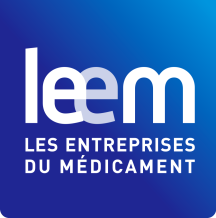 leem
LES ENTREPRISES
DU MÉDICAMENT